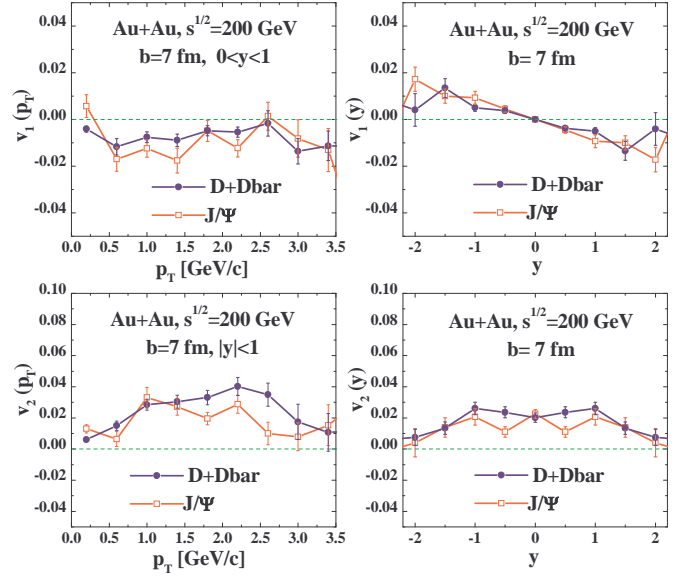 Au+Au, s^1/2=200 GeV
b=7 fm, 0<y<1
v₁ (p_T)
0.04
0.02
0.00
-0.02
-0.04
D+Dbar
J/Ψ
0.0 0.5 1.0 1.5 2.0 2.5 3.0 3.5
p_T [GeV/c]
Au+Au, s^1/2=200 GeV
b= 7 fm
v₁ (y)
0.04
0.02
0.00
-0.02
-0.04
D+Dbar
J/Ψ
-2 -1 0 1 2
y
Au+Au, s^1/2=200 GeV
b=7 fm, |y|<1
v₂ (p_T)
0.10
0.08
0.06
0.04
0.02
0.00
-0.02
-0.04
D+Dbar
J/Ψ
0.0 0.5 1.0 1.5 2.0 2.5 3.0 3.5
p_T [GeV/c]
Au+Au, s^1/2=200 GeV
b= 7 fm
v₂ (y)
0.10
0.08
0.06
0.04
0.02
0.00
-0.02
-0.04
D+Dbar
J/Ψ
-2 -1 0 1 2
y